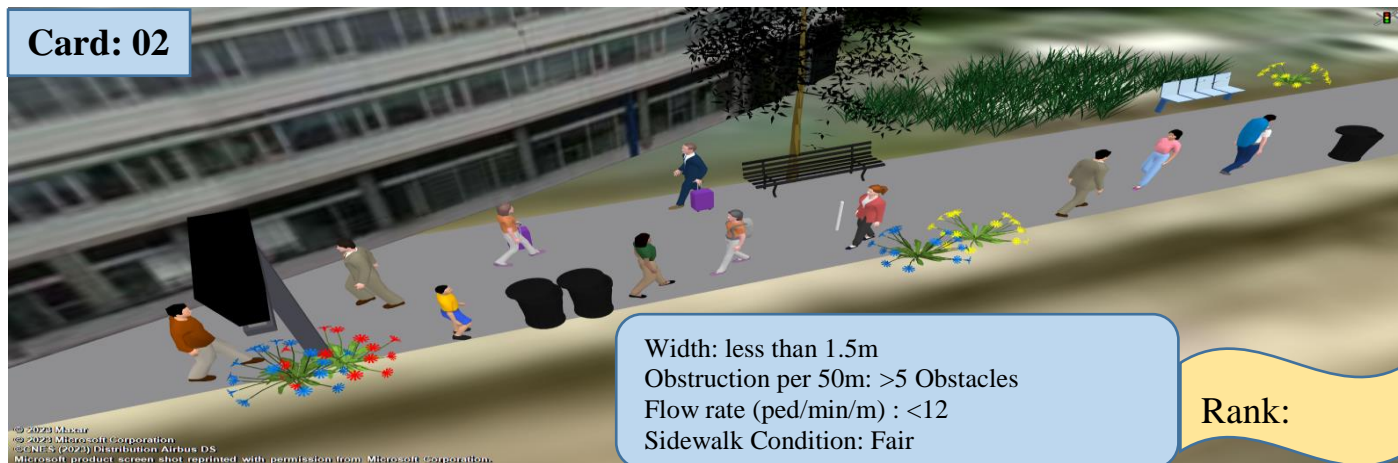 Card: 02
Width: less than 1.5m
Obstruction per 50m: >5 Obstacles
Flow rate (ped/min/m) : <12
Sidewalk Condition: Fair
Rank:
© 2023 Maxar
© 2023 Microsoft Corporation
©CNES (2023) Distribution Airbus DS
Microsoft product screen shot reprinted with permission from Microsoft Corporation.